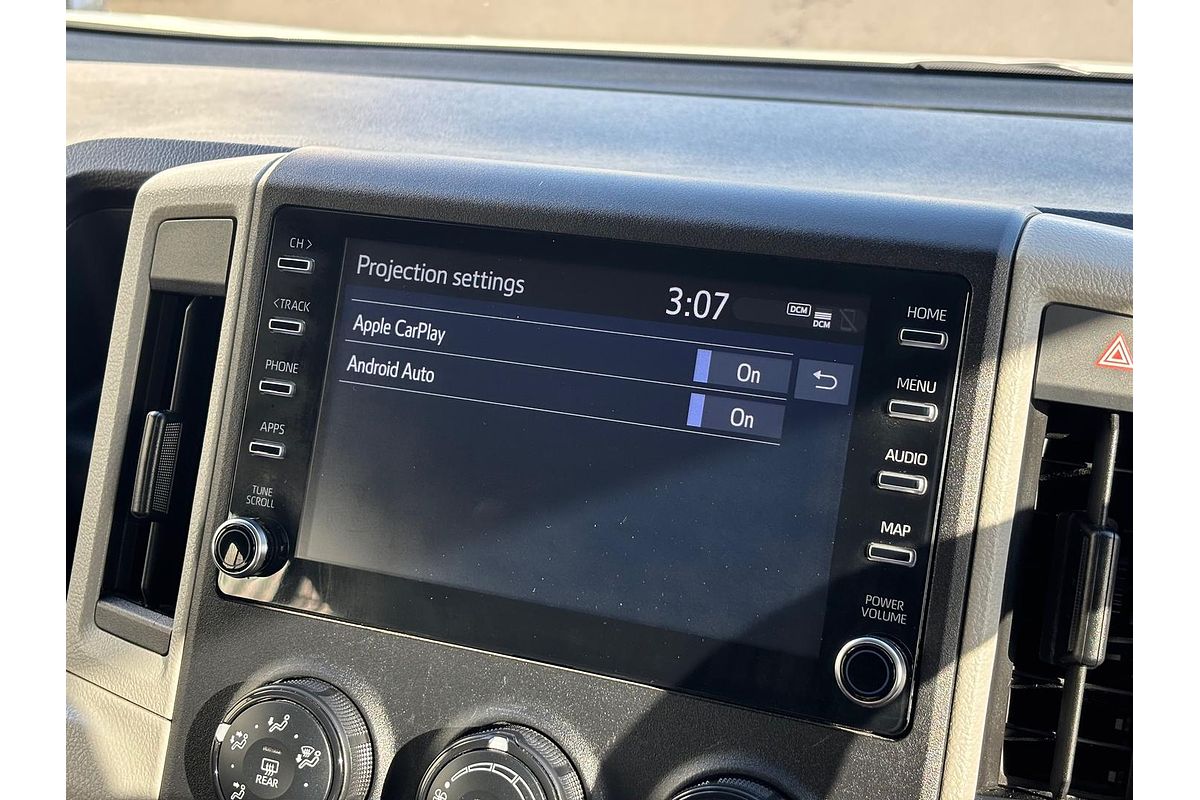 CH >
< TRACK
PHONE
APPS
TUNE
SCROLL
Projection settings
3:07
DCM
DCM
Apple CarPlay
On
Android Auto
On
HOME
MENU
AUDIO
MAP
POWER
VOLUME
REAR